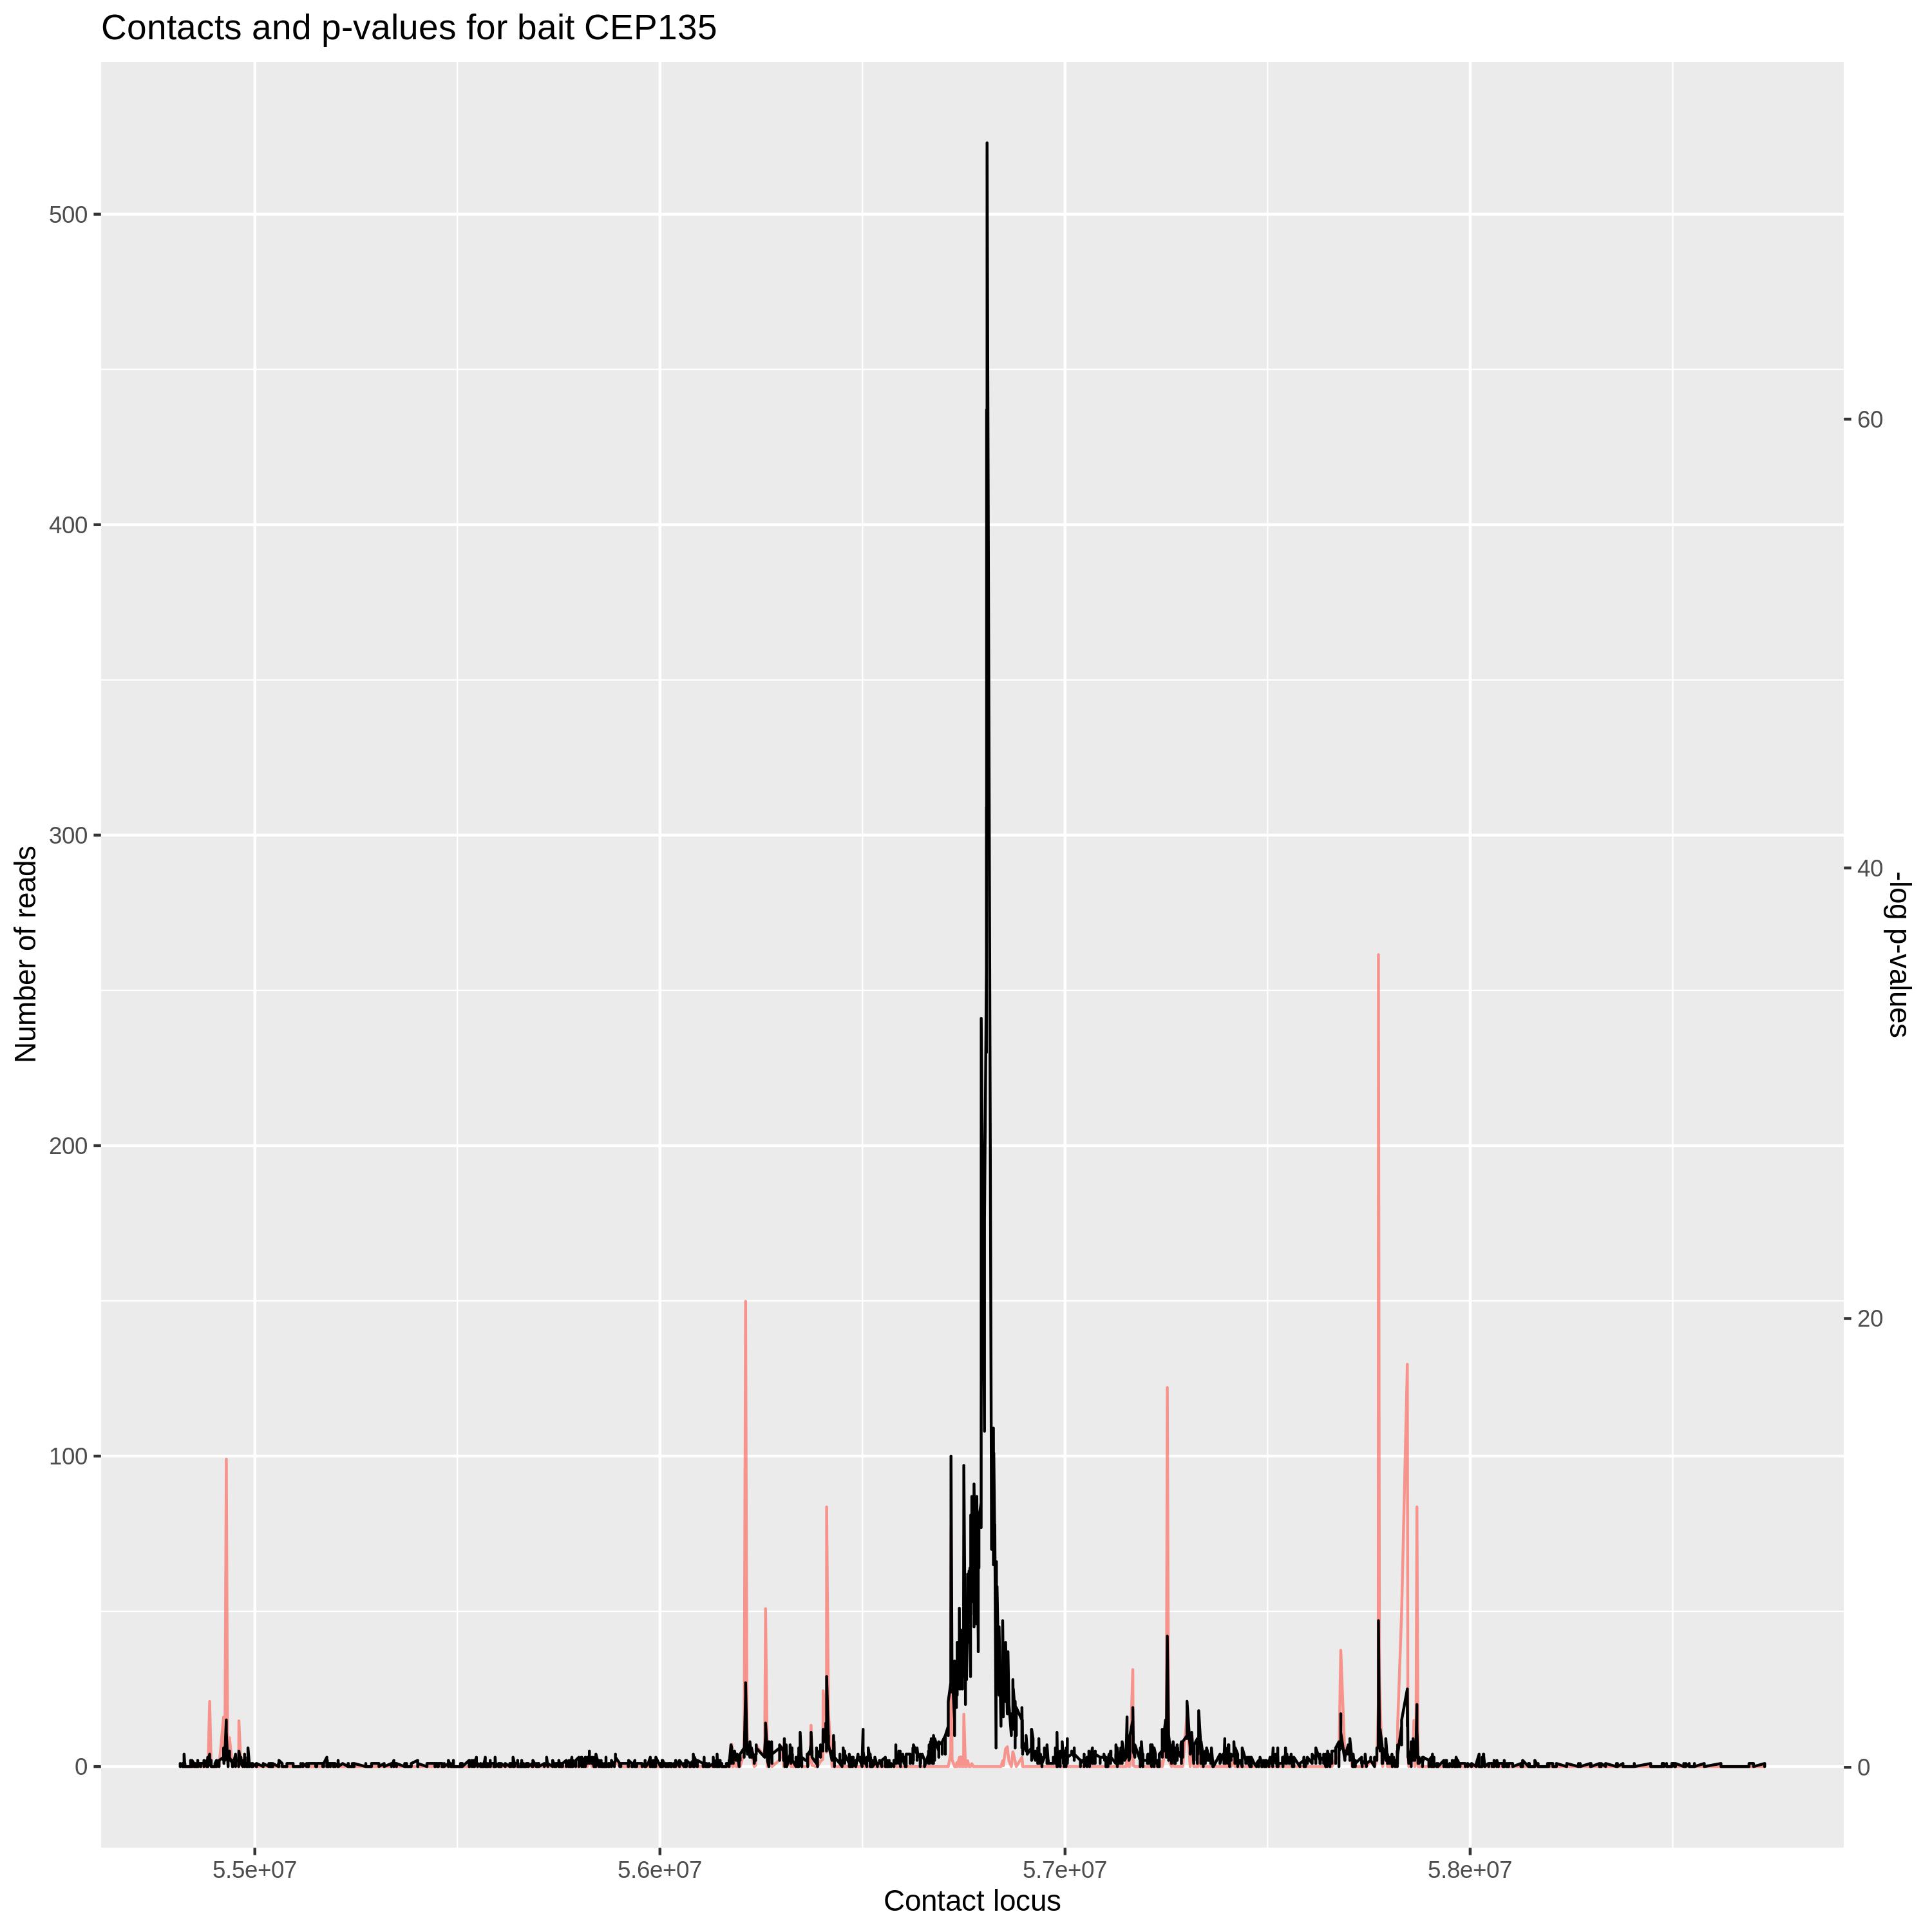 Contacts and p-values for bait CEP135
500
400
300
200
100
0
Number of reads
60
40
20
0
-log p-values
5.5e+07 5.6e+07 5.7e+07 5.8e+07
Contact locus